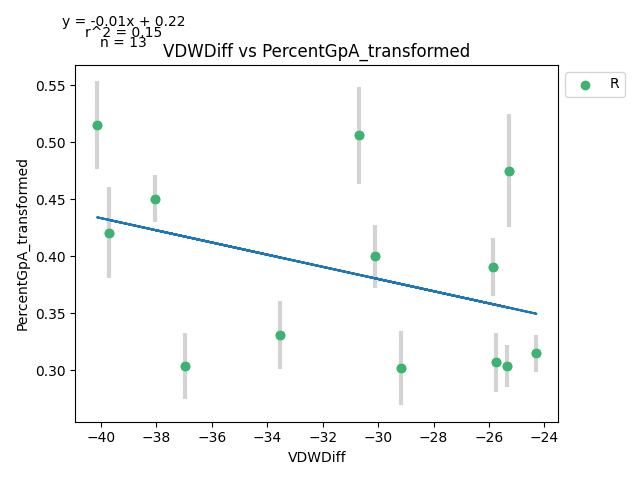 y = -0.01x + 0.22
r^2 = 0.15
n = 13
VDWDiff vs PercentGpA_transformed
R
PercentGpA_transformed
0.55
0.50
0.45
0.40
0.35
0.30
−40
−38
−36
−34
−32
−30
−28
−26
−24
VDWDiff